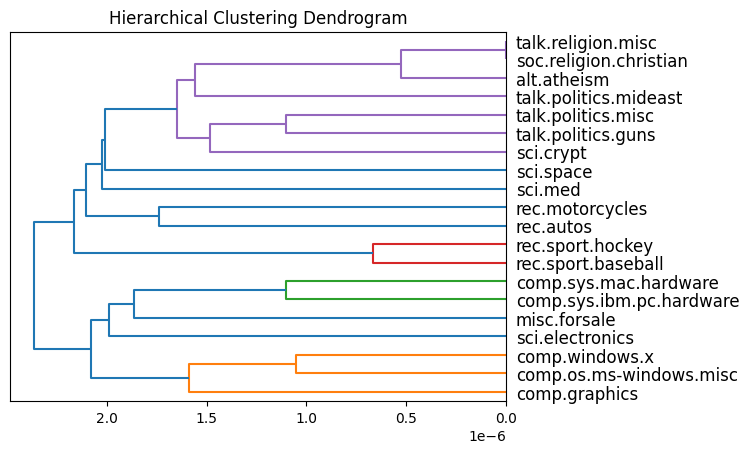 Hierarchical Clustering Dendrogram
talk.religion.misc
soc.religion.christian
alt.atheism
talk.politics.mideast
talk.politics.misc
talk.politics.guns
sci.crypt
sci.space
sci.med
rec.motorcycles
rec.autos
rec.sport.hockey
rec.sport.baseball
comp.sys.mac.hardware
comp.sys.ibm.pc.hardware
misc.forsale
sci.electronics
comp.windows.x
comp.os.ms-windows.misc
comp.graphics
2.0 1.5 1.0 0.5 0.0
1e−6